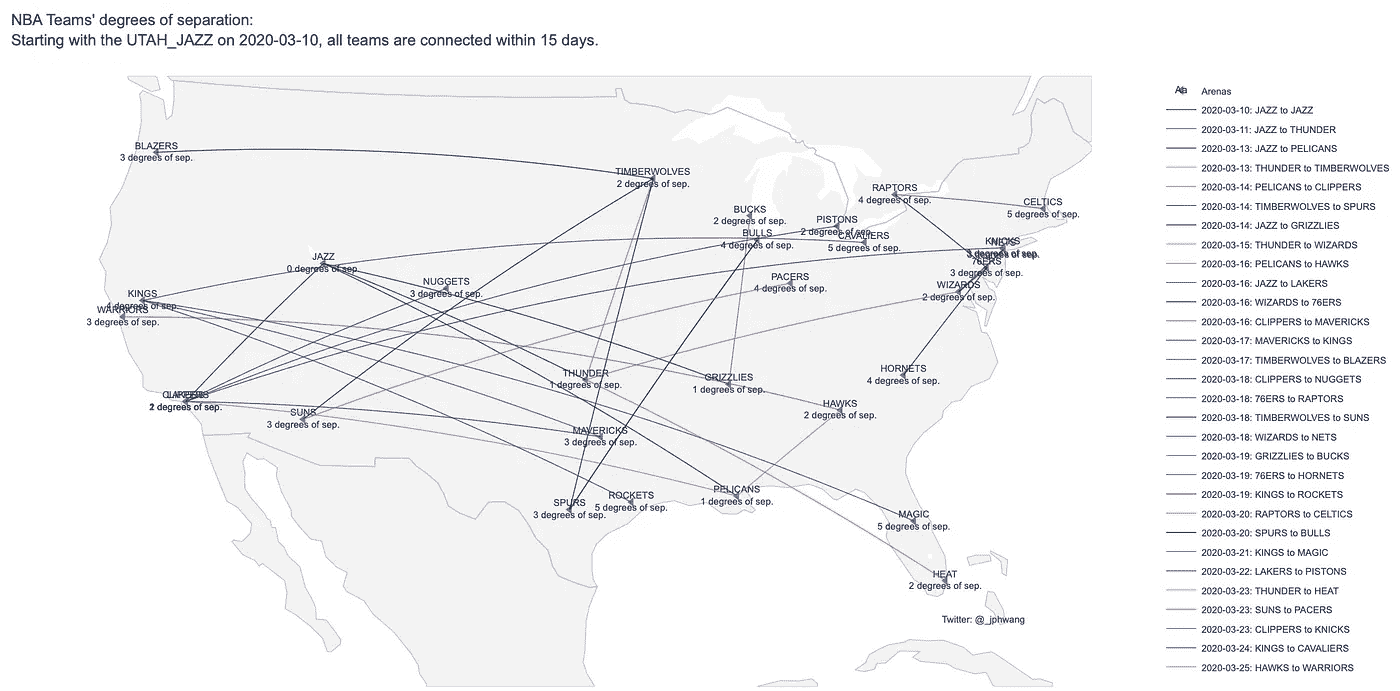 NBA Teams' degrees of separation:
Starting with the UTAH_JAZZ on 2020-03-10, all teams are connected within 15 days.
BLAZERS
3 degrees of sep.
TIMBERWOLVES
2 degrees of sep.
RAPTORS
4 degrees of sep.
CELTICS
5 degrees of sep.
BUCKS
2 degrees of sep.
PISTONS
2 degrees of sep.
BULLS
4 degrees of sep.
CAVALIERS
5 degrees of sep.
KNICKS
3 degrees of sep.
76ERS
3 degrees of sep.
JAZZ
0 degrees of sep.
NUGGETS
3 degrees of sep.
PACERS
4 degrees of sep.
WIZARDS
2 degrees of sep.
KINGS
4 degrees of sep.
WARRIORS
3 degrees of sep.
THUNDER
1 degrees of sep.
GRIZZLIES
1 degrees of sep.
HORNETS
4 degrees of sep.
degrees of sep.
SUNS
3 degrees of sep.
HAWKS
2 degrees of sep.
MAVERICKS
3 degrees of sep.
SPURS
3 degrees of sep.
ROCKETS
5 degrees of sep.
PELICANS
1 degrees of sep.
MAGIC
5 degrees of sep.
HEAT
2 degrees of sep.
Twitter: @_jphwang
Arenas
2020-03-10: JAZZ to JAZZ
2020-03-11: JAZZ to THUNDER
2020-03-13: JAZZ to PELICANS
2020-03-13: THUNDER to TIMBERWOLVES
2020-03-14: PELICANS to CLIPPERS
2020-03-14: TIMBERWOLVES to SPURS
2020-03-14: JAZZ to GRIZZLIES
2020-03-15: THUNDER to WIZARDS
2020-03-16: PELICANS to HAWKS
2020-03-16: JAZZ to LAKERS
2020-03-16: WIZARDS to 76ERS
2020-03-16: CLIPPERS to MAVERICKS
2020-03-17: MAVERICKS to KINGS
2020-03-17: TIMBERWOLVES to BLAZERS
2020-03-18: CLIPPERS to NUGGETS
2020-03-18: 76ERS to RAPTORS
2020-03-18: TIMBERWOLVES to SUNS
2020-03-18: WIZARDS to NETS
2020-03-19: GRIZZLIES to BUCKS
2020-03-19: 76ERS to HORNETS
2020-03-19: KINGS to ROCKETS
2020-03-20: RAPTORS to CELTICS
2020-03-20: SPURS to BULLS
2020-03-21: KINGS to MAGIC
2020-03-22: LAKERS to PISTONS
2020-03-23: THUNDER to HEAT
2020-03-23: SUNS to PACERS
2020-03-23: CLIPPERS to KNICKS
2020-03-24: KINGS to CAVALIERS
2020-03-25: HAWKS to WARRIORS